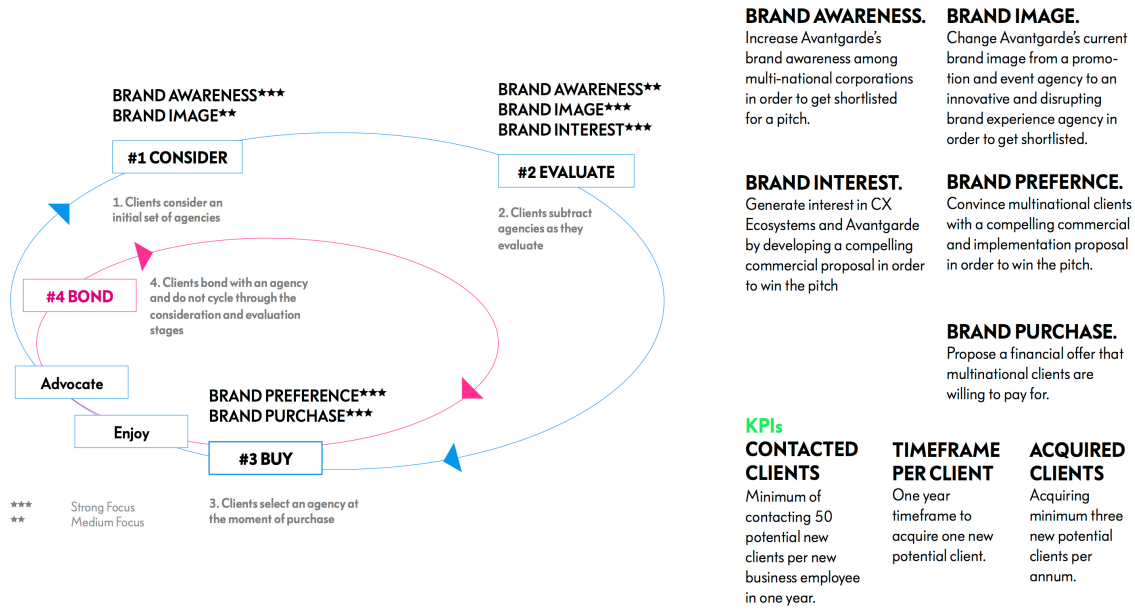 BRAND AWARENESS★★★
BRAND IMAGE★★
#1 CONSIDER
1. Clients consider an
initial set of agencies
BRAND AWARENESS★★
BRAND IMAGE★★★
BRAND INTEREST★★★
#2 EVALUATE
2. Clients subtract
agencies as they
evaluate
#4 BOND
4. Clients bond with an agency
and do not cycle through the
consideration and evaluation
stages
Advocate
Enjoy
BRAND PREFERENCE★★★
BRAND PURCHASE★★★
#3 BUY
3. Clients select an agency at
the moment of purchase
★★★ Strong Focus
★★ Medium Focus
BRAND AWARENESS.
Increase Avantgarde's
brand awareness among
multi-national corporations
in order to get shortlisted
for a pitch.
BRAND IMAGE.
Change Avantgarde's current
brand image from a promo-
tion and event agency to an
innovative and disrupting
brand experience agency in
order to get shortlisted.
BRAND INTEREST.
Generate interest in CX
Ecosystems and Avantgarde
by developing a compelling
commercial proposal in order
to win the pitch
BRAND PREFERNCE.
Convince multinational clients
with a compelling commercial
and implementation proposal
in order to win the pitch.
BRAND PURCHASE.
Propose a financial offer that
multinational clients are
willing to pay for.
KPIs
CONTACTED
CLIENTS
Minimum of
contacting 50
potential new
clients per new
business employee
in one year.
TIMEFRAME
PER CLIENT
One year
timeframe to
acquire one new
potential client.
ACQUIRED
CLIENTS
Acquiring
minimum three
new potential
clients per
annum.